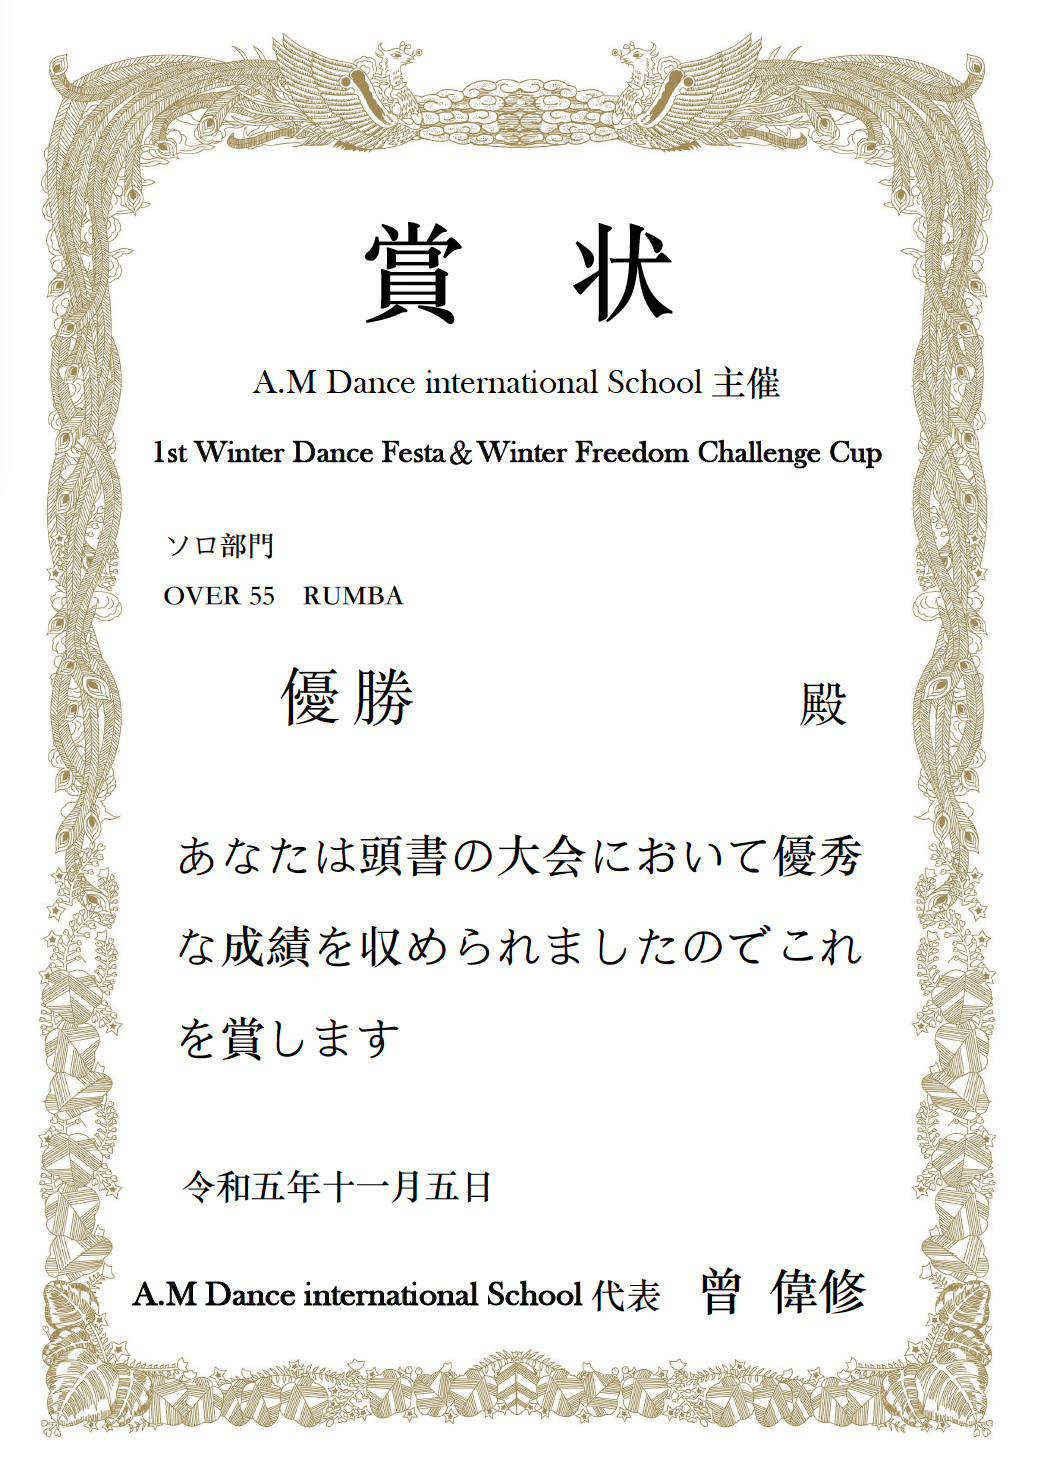 賞　状
A.M Dance international School 主催
1st Winter Dance Festa＆Winter Freedom Challenge Cup
ソロ部門
OVER 55　RUMBA
優勝　　　　　殿
あなたは頭書の大会において優秀
な成績を収められましたのでこれ
を賞します
令和五年十一月五日
A.M Dance international School 代表　曾 偉修